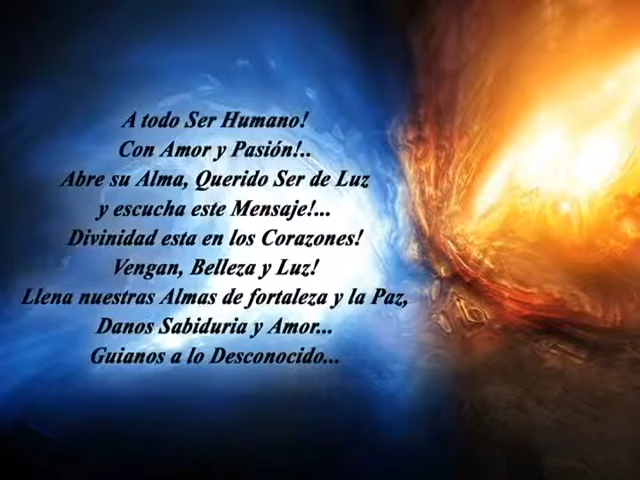 A todo Ser Humano!
Con Amor y Pasión!..
Abre su Alma, Querido Ser de Luz
y escucha este Mensaje!...
Divinidad esta en los Corazones!
Vengan, Belleza y Luz!
Llena nuestras Almas de fortaleza y la Paz,
Danos Sabiduria y Amor...
Guianos a lo Desconocido...